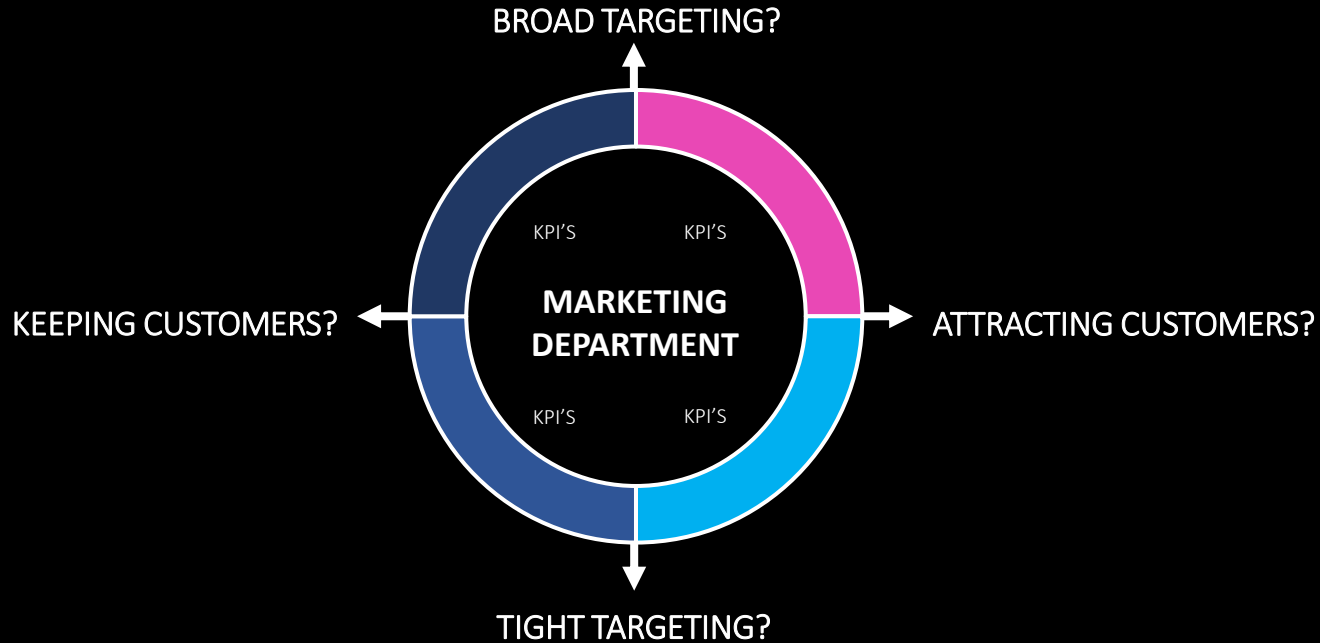 BROAD TARGETING?
KPI’S KPI’S
KEEPING CUSTOMERS?
MARKETING
DEPARTMENT
ATTRACTING CUSTOMERS?
KPI’S KPI’S
TIGHT TARGETING?